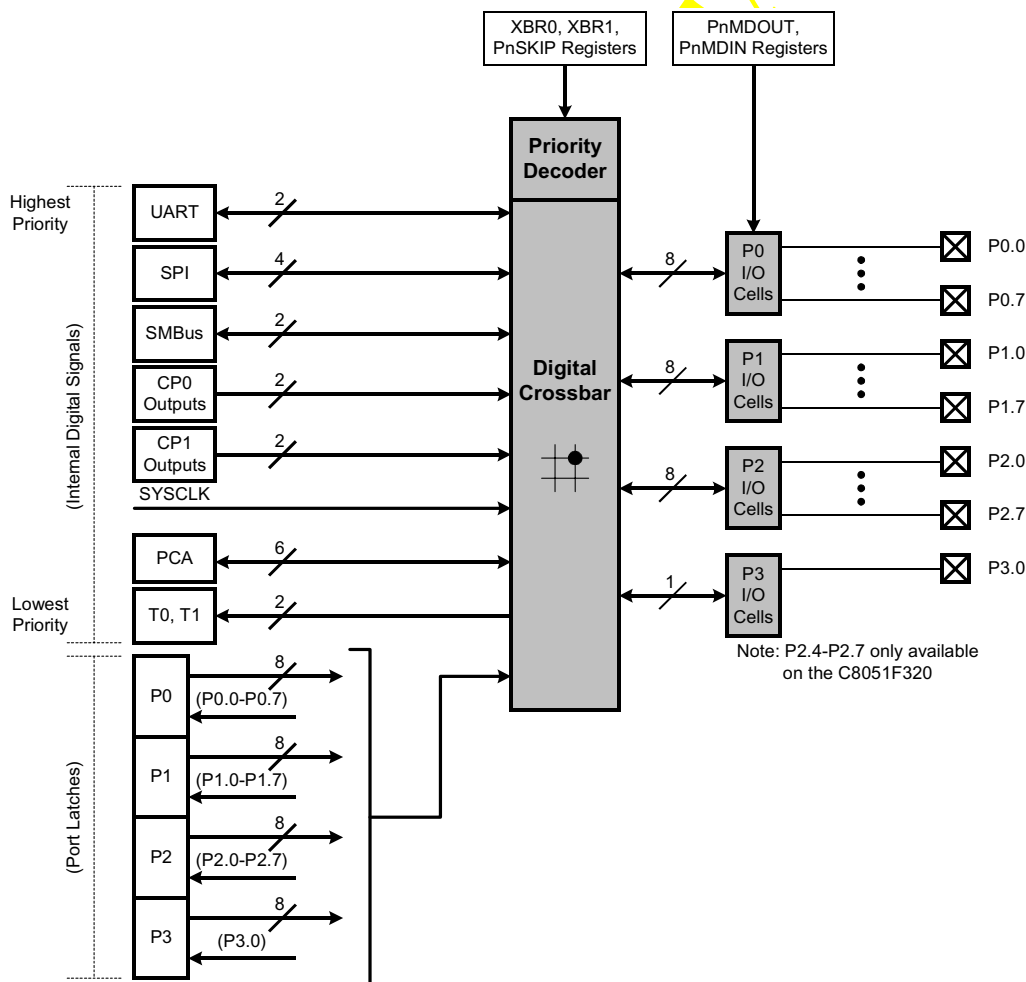 XBR0, XBR1,
PnSKIP Registers
PnMDOUT,
PnMDIN Registers
Priority
Decoder
Highest
Priority
UART
2
SPI
4
SMBus
2
CP0
Outputs
2
CP1
Outputs
2
SYSCLK
PCA
6
Lowest
Priority
T0, T1
2
(Internal Digital Signals)
Digital
Crossbar
8
P0
I/O
Cells
P0.0
P0.7
8
P1
I/O
Cells
P1.0
P1.7
8
P2
I/O
Cells
P2.0
P2.7
1
P3
I/O
Cells
P3.0
Note: P2.4-P2.7 only available
on the C8051F320
(Port Latches)
P0
8
(P0.0-P0.7)
P1
8
(P1.0-P1.7)
P2
8
(P2.0-P2.7)
P3
8
(P3.0)